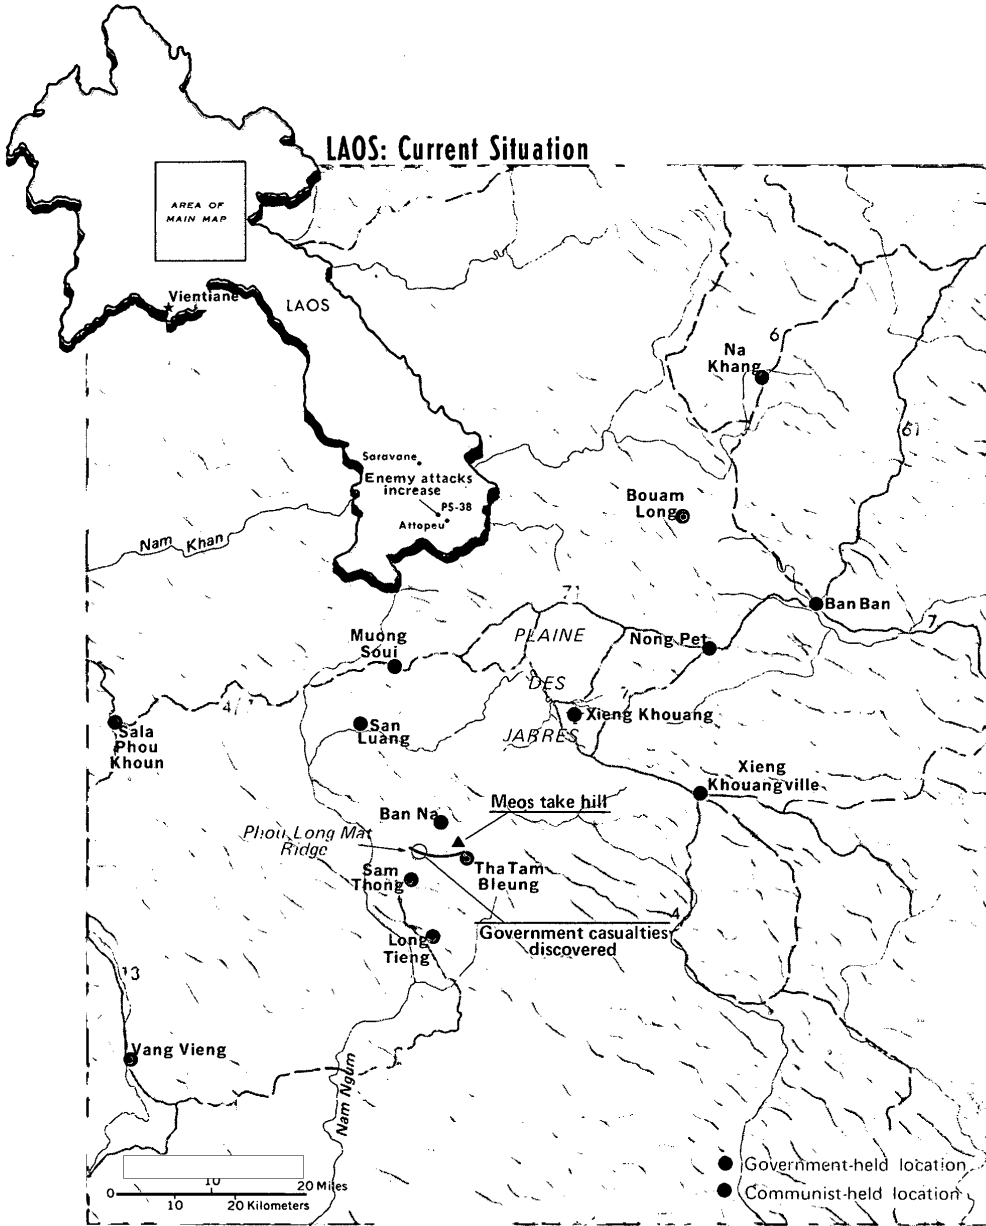 LAOS: Current Situation
AREA OF
MAIN MAP
Vientiane
LAOS
Saravane
Enemy attacks
increase
PS-38
Attopeu
6
Na
Khang
61
Bouam
Long
Nam Khan
71
Ban Ban
7
Muong
Soui
PLAINE
Nong Pet
DES
7
4/7
Xieng Khouang
Sala
Phou
Khoun
San
Luang
JARRES
Xieng
Khouangville
Meos take hill
Ban Na
Phou Long Mat
Ridge
Tha Tam
Bleung
Sam
Thong
4
Government casualties
discovered
Long
Tieng
13
Vang Vieng
Nam Ngum
Government-held location
Communist-held location
0 10 20 Miles
10 20 Kilometers